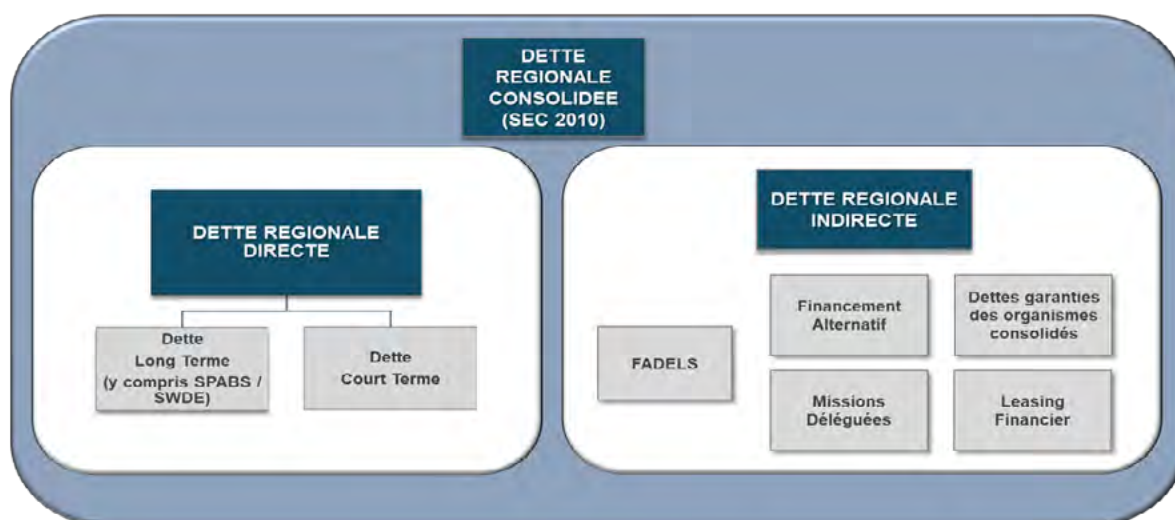 DETTE
REGIONALE
CONSOLIDEE
(SEC 2010)
DETTE REGIONALE
DIRECTE
Dette
Long Terme
(y compris SPABS /
SWDE)
Dette
Court Terme
DETTE REGIONALE
INDIRECTE
FADELS
Financement
Alternatif
Dettes garanties
des organismes
consolidés
Missions
Déléguées
Leasing
Financier